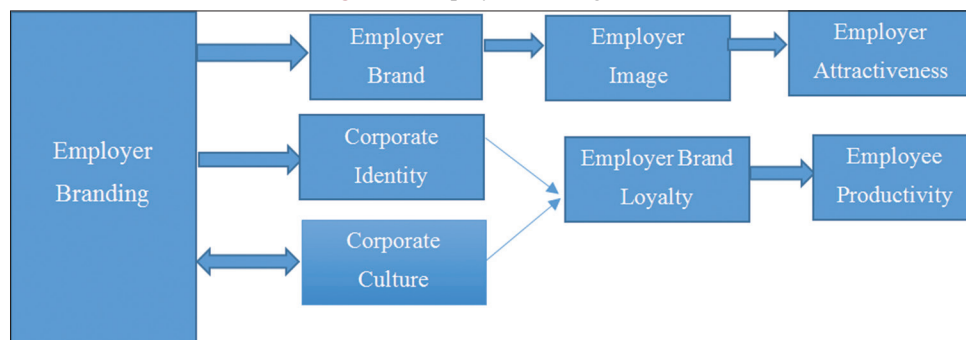 Employer
Branding
Employer
Brand
Employer
Image
Employer
Attractiveness
Corporate
Identity
Employer Brand
Loyalty
Employee
Productivity
Corporate
Culture